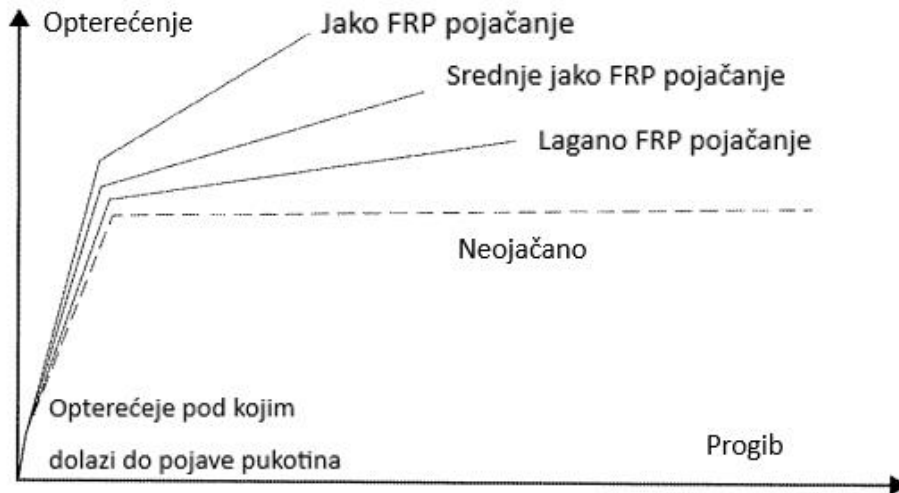 Opterećenje
Jako FRP pojačanje
Srednje jako FRP pojačanje
Lagano FRP pojačanje
Neojačano
Opterećeje pod kojim
dolazi do pojave pukotina
Progib